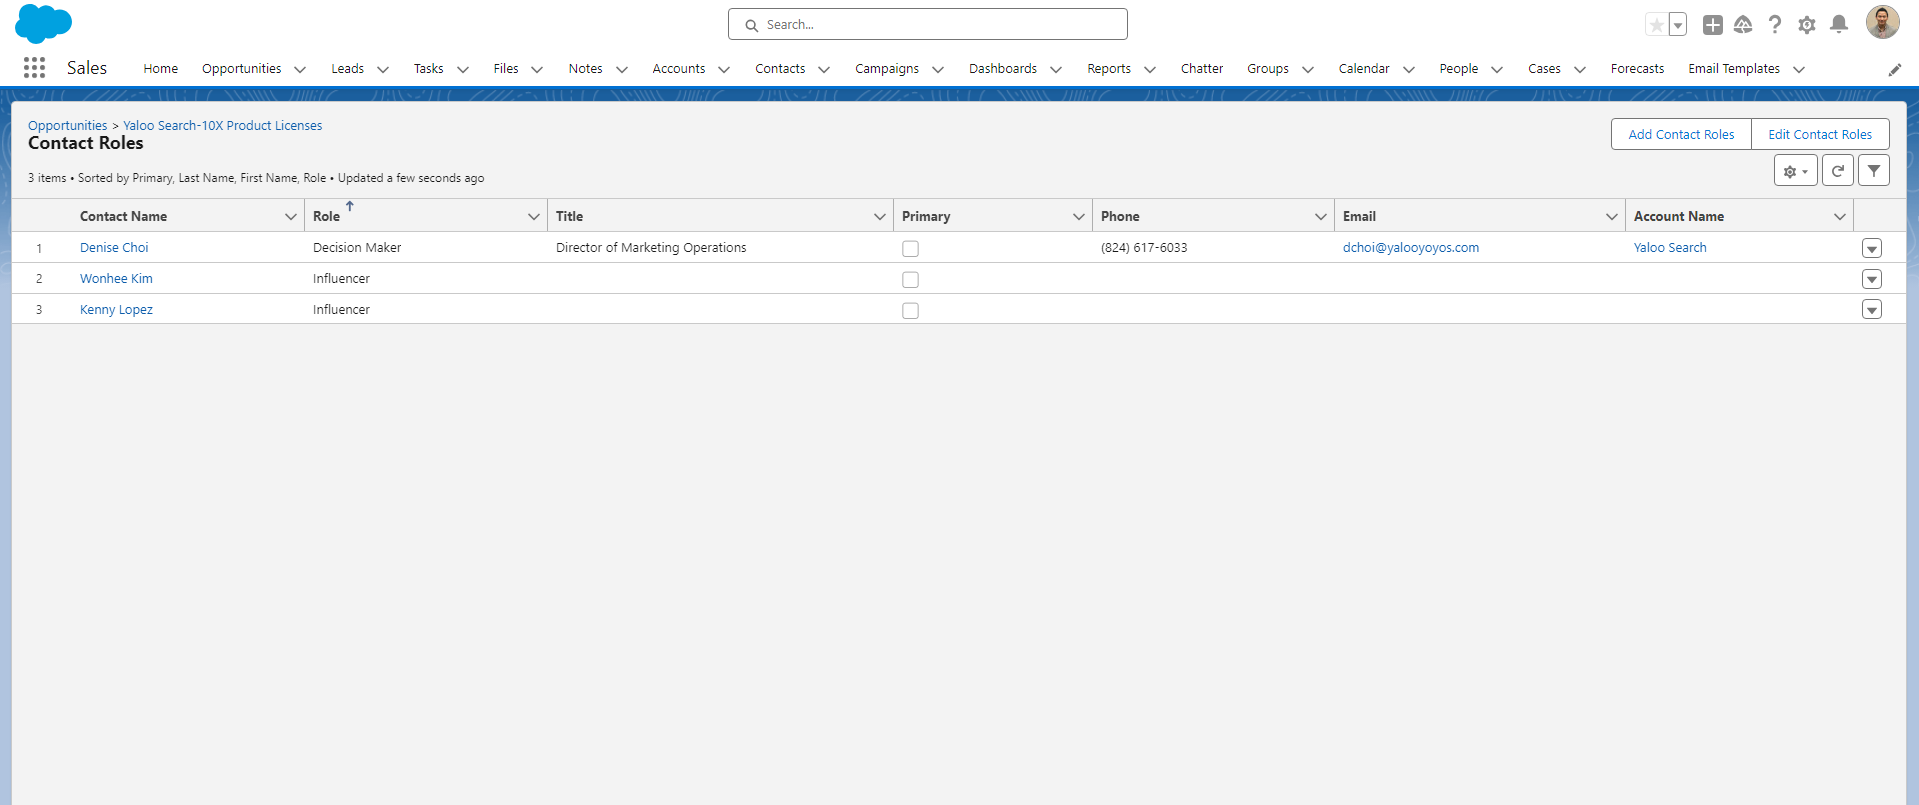 Search...
Sales
Home
Opportunities
Leads
Tasks
Files
Notes
Accounts
Contacts
Campaigns
Dashboards
Reports
Chatter
Groups
Calendar
People
Cases
Forecasts
Email Templates
Opportunities > Yaloo Search-10X Product Licenses
Contact Roles
Add Contact Roles
Edit Contact Roles
3 items • Sorted by Primary, Last Name, First Name, Role • Updated a few seconds ago
Contact Name Role Title Primary Phone Email Account Name
1 Denise Choi Decision Maker Director of Marketing Operations (824) 617-6033 dchoi@yalooyoyos.com Yaloo Search
2 Wonhee Kim Influencer
3 Kenny Lopez Influencer